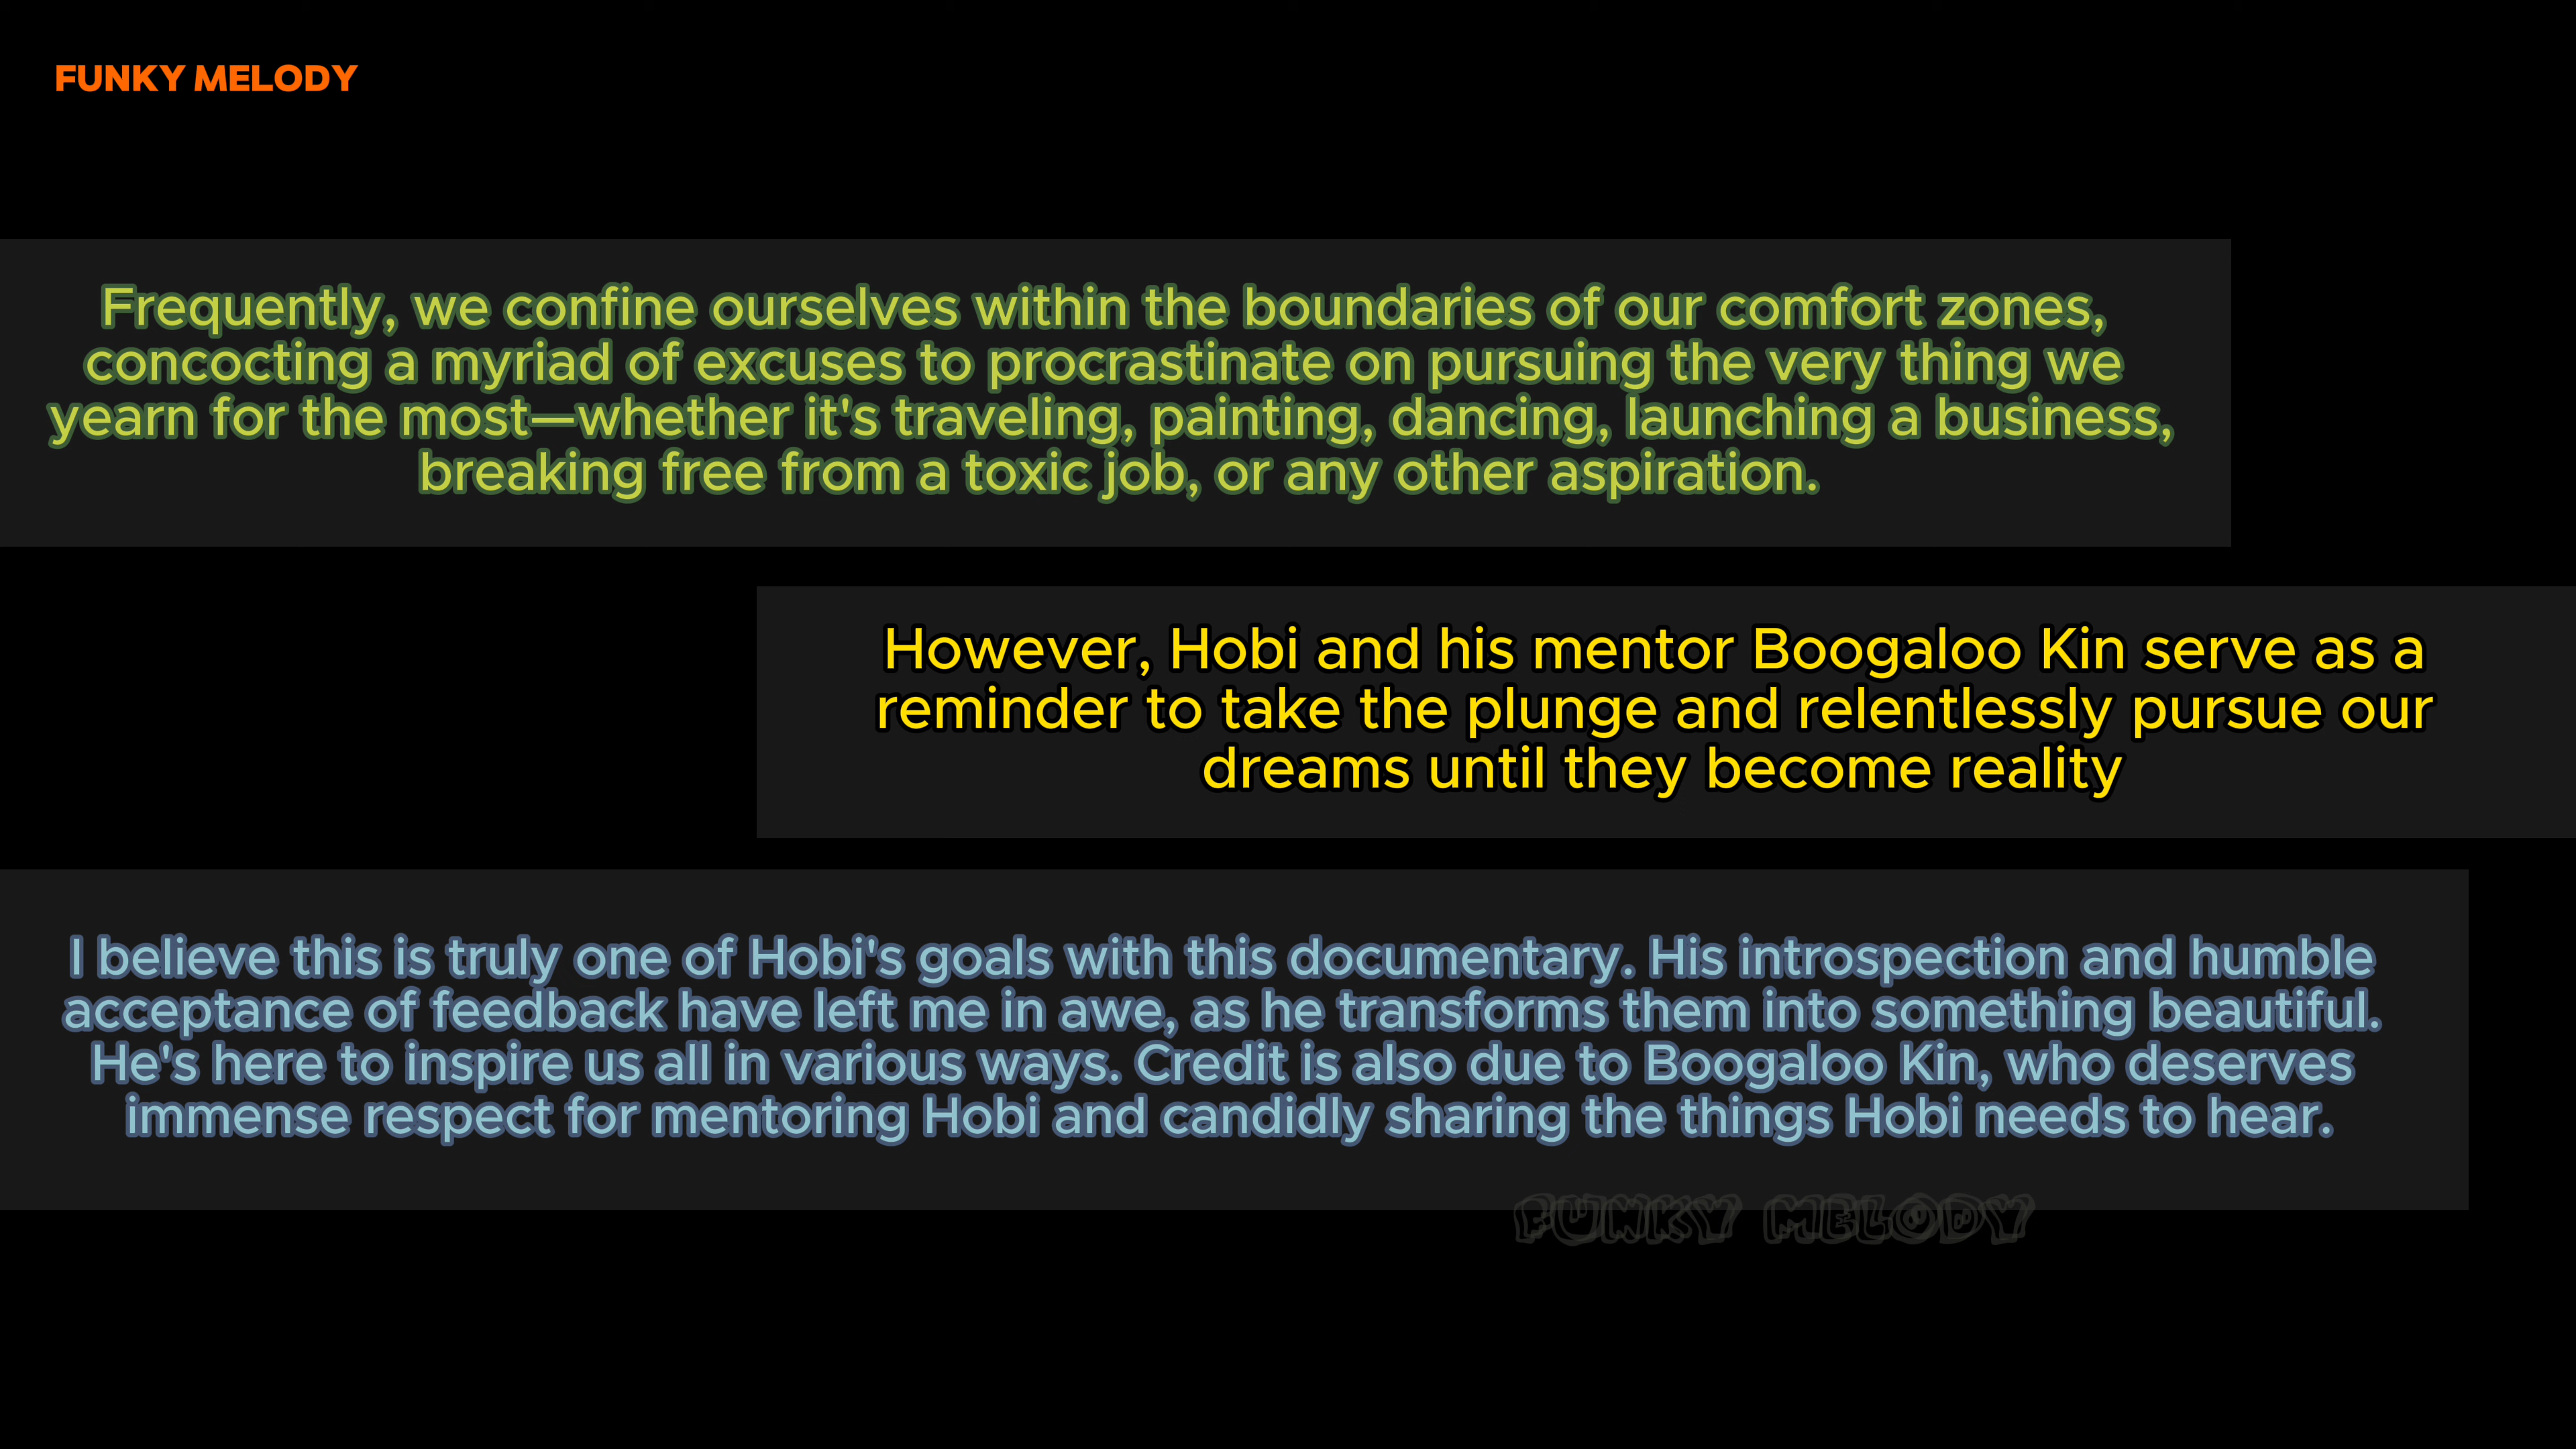 FUNKY MELODY
Frequently, we confine ourselves within the boundaries of our comfort zones,
concocting a myriad of excuses to procrastinate on pursuing the very thing we
yearn for the most—whether it's traveling, painting, dancing, launching a business,
breaking free from a toxic job, or any other aspiration.
However, Hobi and his mentor Boogaloo Kin serve as a
reminder to take the plunge and relentlessly pursue our
dreams until they become reality
I believe this is truly one of Hobi's goals with this documentary. His introspection and humble
acceptance of feedback have left me in awe, as he transforms them into something beautiful.
He's here to inspire us all in various ways. Credit is also due to Boogaloo Kin, who deserves
immense respect for mentoring Hobi and candidly sharing the things Hobi needs to hear.
FUNKY MELODY